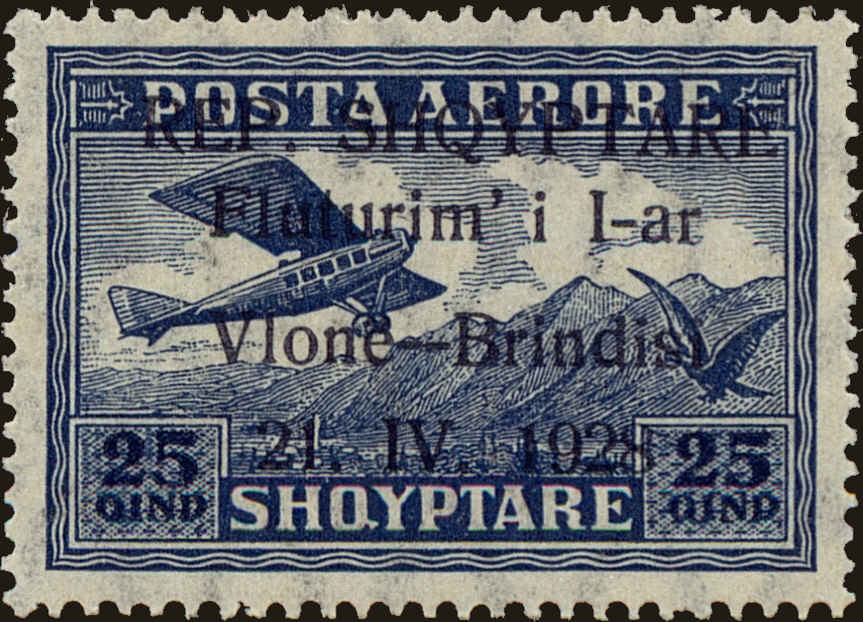 POSTA AERORE
REP. SHQYPTARE
Fluturim' i I-ar
Vlonë—Brindisi
21. IV. 1928
25 25
QIND SHQYPTARE QIND